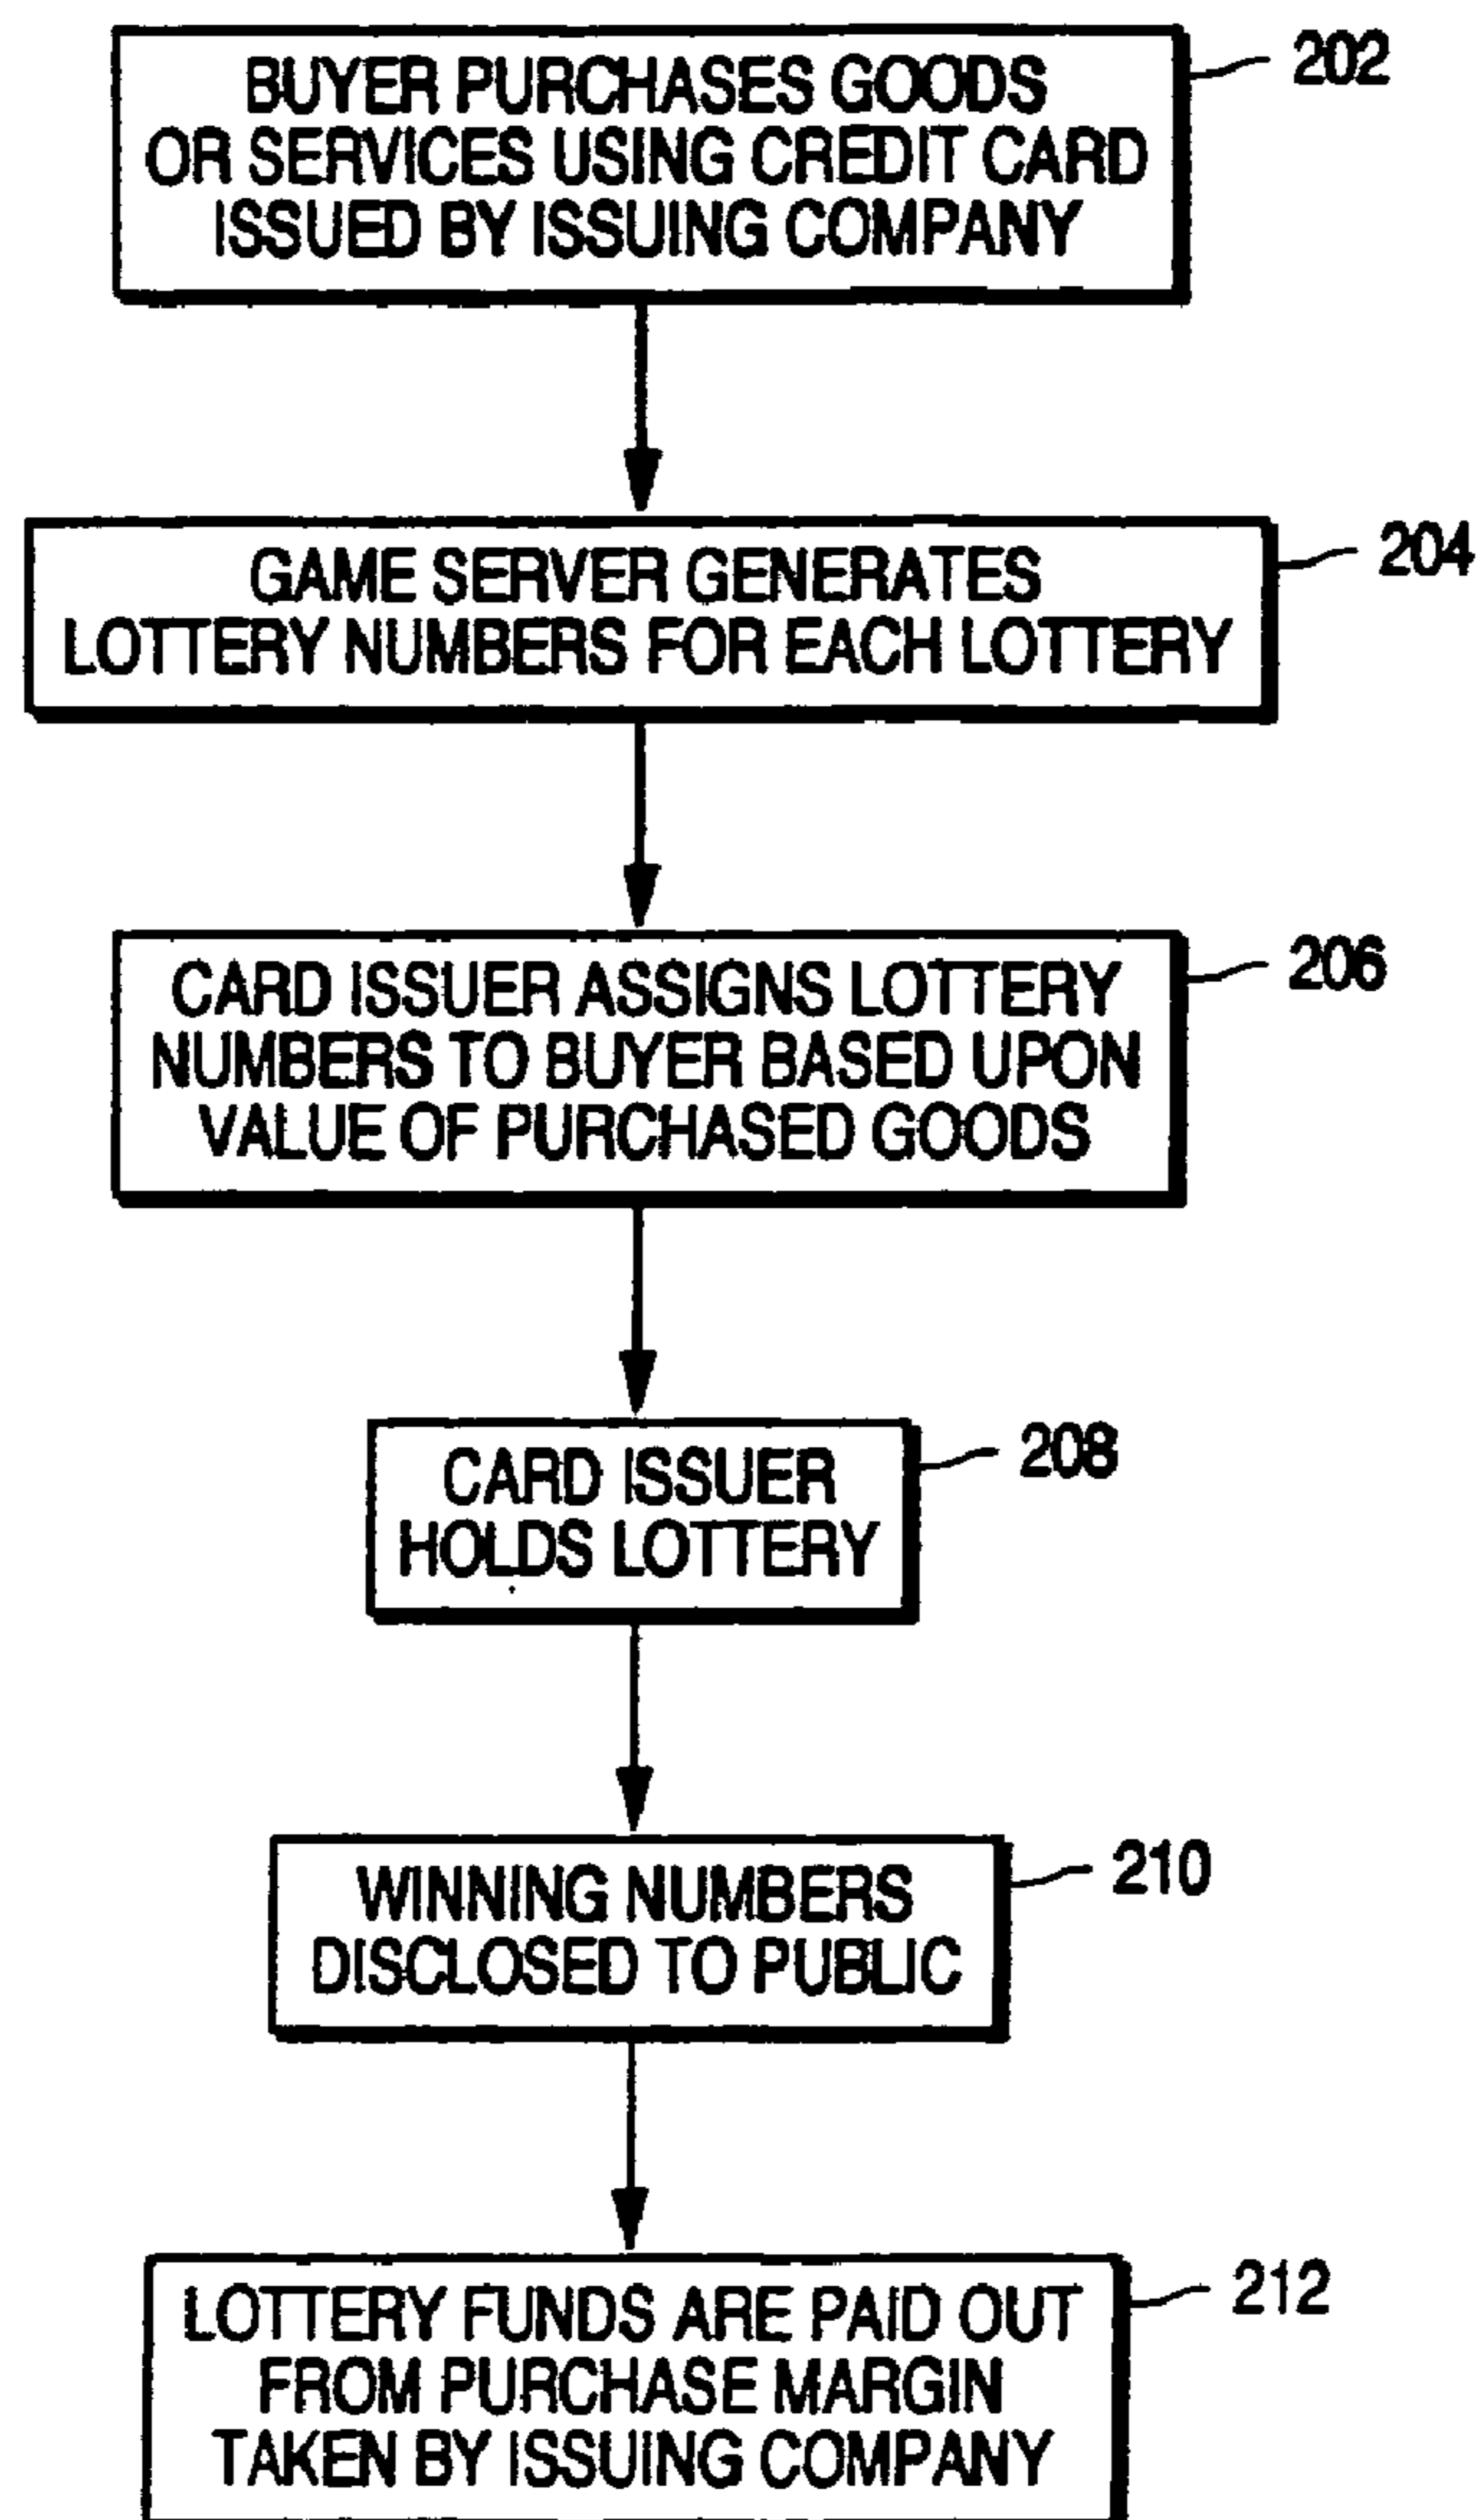 BUYER PURCHASES GOODS
OR SERVICES USING CREDIT CARD
ISSUED BY ISSUING COMPANY
202
GAME SERVER GENERATES
LOTTERY NUMBERS FOR EACH LOTTERY
204
CARD ISSUER ASSIGNS LOTTERY
NUMBERS TO BUYER BASED UPON
VALUE OF PURCHASED GOODS
206
CARD ISSUER
HOLDS LOTTERY
208
WINNING NUMBERS
DISCLOSED TO PUBLIC
210
LOTTERY FUNDS ARE PAID OUT
FROM PURCHASE MARGIN
TAKEN BY ISSUING COMPANY
212